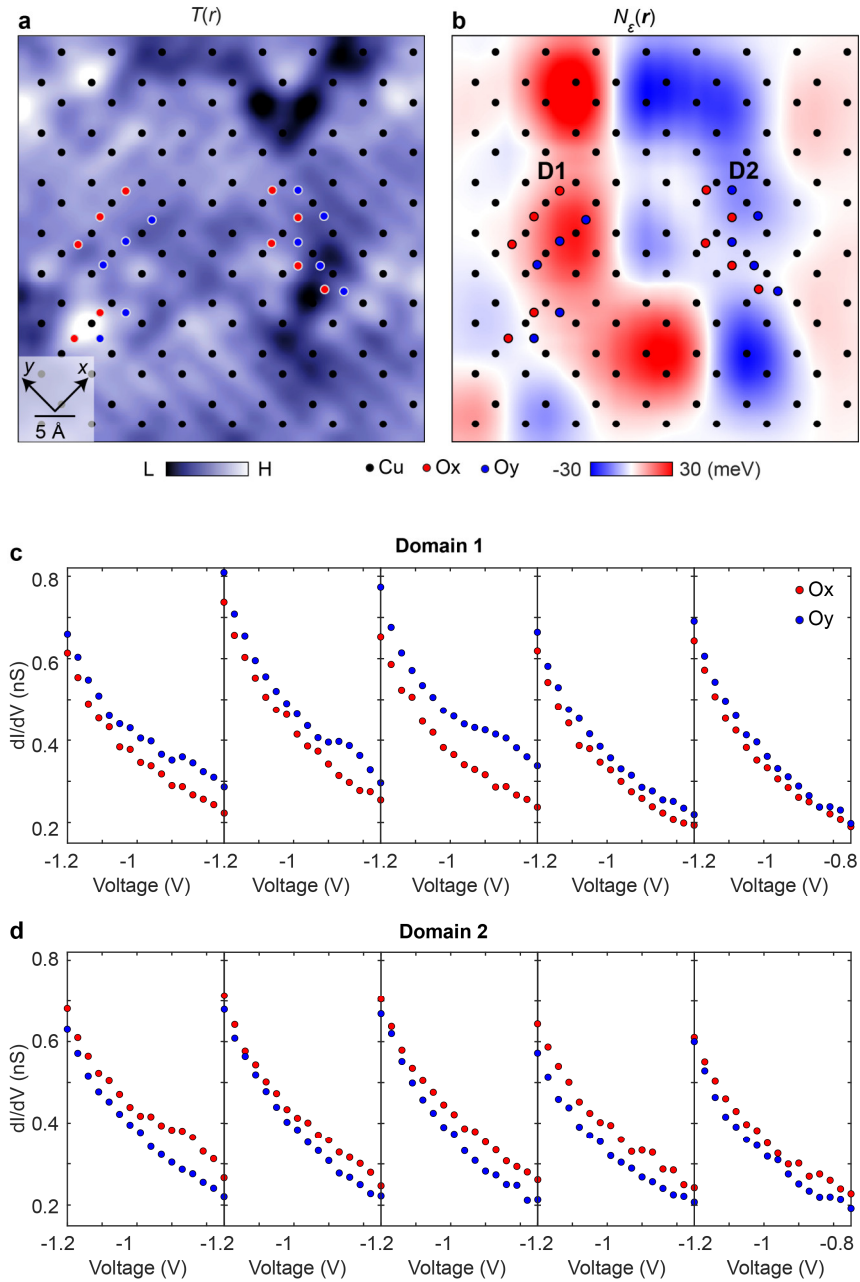 a
T(r)
b
Nε(r)
D1
D2
y
x
5 Å
L
H
Cu
Ox
Oy
-30
30 (meV)
c
Domain 1
0.8
0.6
0.4
0.2
dI/dV (nS)
Ox
Oy
-1.2
-1
-1.2
-1
-1.2
-1
-1.2
-1
-1.2
-1
-0.8
Voltage (V)
Voltage (V)
Voltage (V)
Voltage (V)
Voltage (V)
d
Domain 2
0.8
0.6
0.4
0.2
dI/dV (nS)
-1.2
-1
-1.2
-1
-1.2
-1
-1.2
-1
-1.2
-1
-0.8
Voltage (V)
Voltage (V)
Voltage (V)
Voltage (V)
Voltage (V)